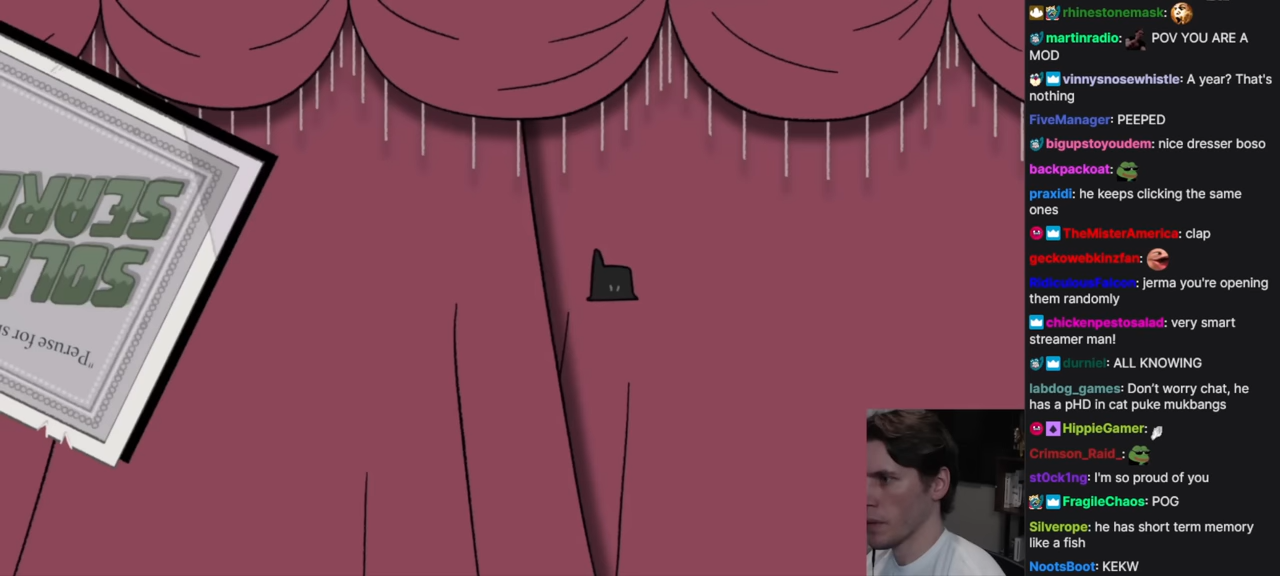 SEAR
SOLE
"Peruse for s
rhinestonemask:
martinradio: POV YOU ARE A
MOD
vinnysnosewhistle: A year? That's
nothing
FiveManager: PEEPED
bigupstoyoudem: nice dresser boso
backpackoat:
praxidi: he keeps clicking the same
ones
TheMisterAmerica: clap
geckowebkinzfan:
RidiculousFalcon: jerma you're opening
them randomly
chickenpestosalad: very smart
streamer man!
durniel: ALL KNOWING
labdog_games: Don't worry chat, he
has a pHD in cat puke mukbangs
HippieGamer:
Crimson_Raid_:
st0ck1ng: I'm so proud of you
FragileChaos: POG
Silverope: he has short term memory
like a fish
NootsBoot: KEKW